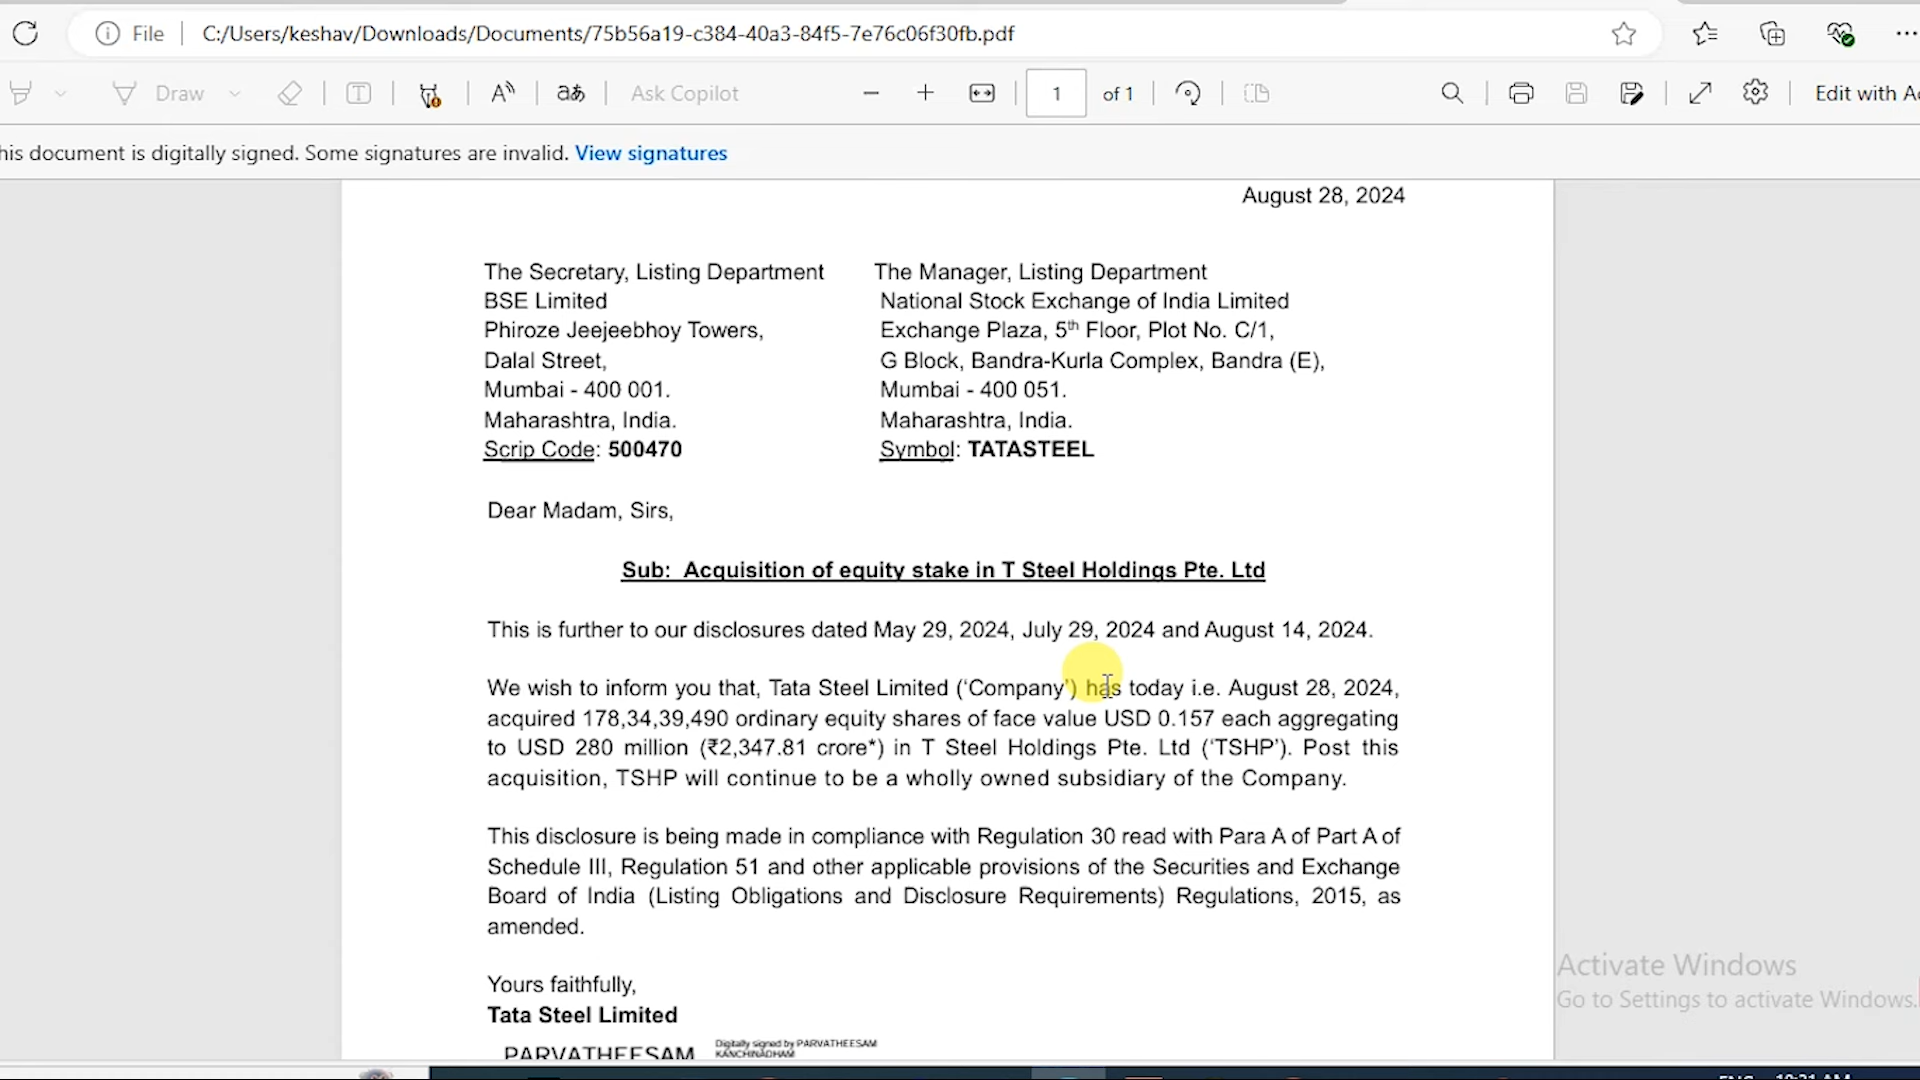 File C:/Users/keshav/Downloads/Documents/75b56a19-c384-40a3-84f5-7e76c06f30fb.pdf
Draw Ask Copilot 1 of 1 Edit with
his document is digitally signed. Some signatures are invalid. View signatures
August 28, 2024
The Secretary, Listing Department
BSE Limited
Phiroze Jeejeebhoy Towers,
Dalal Street,
Mumbai - 400 001.
Maharashtra, India.
Scrip Code: 500470
The Manager, Listing Department
National Stock Exchange of India Limited
Exchange Plaza, 5th Floor, Plot No. C/1,
G Block, Bandra-Kurla Complex, Bandra (E),
Mumbai - 400 051.
Maharashtra, India.
Symbol: TATASTEEL
Dear Madam, Sirs,
Sub: Acquisition of equity stake in T Steel Holdings Pte. Ltd
This is further to our disclosures dated May 29, 2024, July 29, 2024 and August 14, 2024.
We wish to inform you that, Tata Steel Limited (‘Company’) has today i.e. August 28, 2024,
acquired 178,34,39,490 ordinary equity shares of face value USD 0.157 each aggregating
to USD 280 million (₹2,347.81 crore*) in T Steel Holdings Pte. Ltd (‘TSHP’). Post this
acquisition, TSHP will continue to be a wholly owned subsidiary of the Company.
This disclosure is being made in compliance with Regulation 30 read with Para A of Part A of
Schedule III, Regulation 51 and other applicable provisions of the Securities and Exchange
Board of India (Listing Obligations and Disclosure Requirements) Regulations, 2015, as
amended.
Yours faithfully,
Tata Steel Limited
PARVATHEESAM
Digitally signed by PARVATHEESAM
KANCHINADHAM
Activate Windows
Go to Settings to activate Windows.